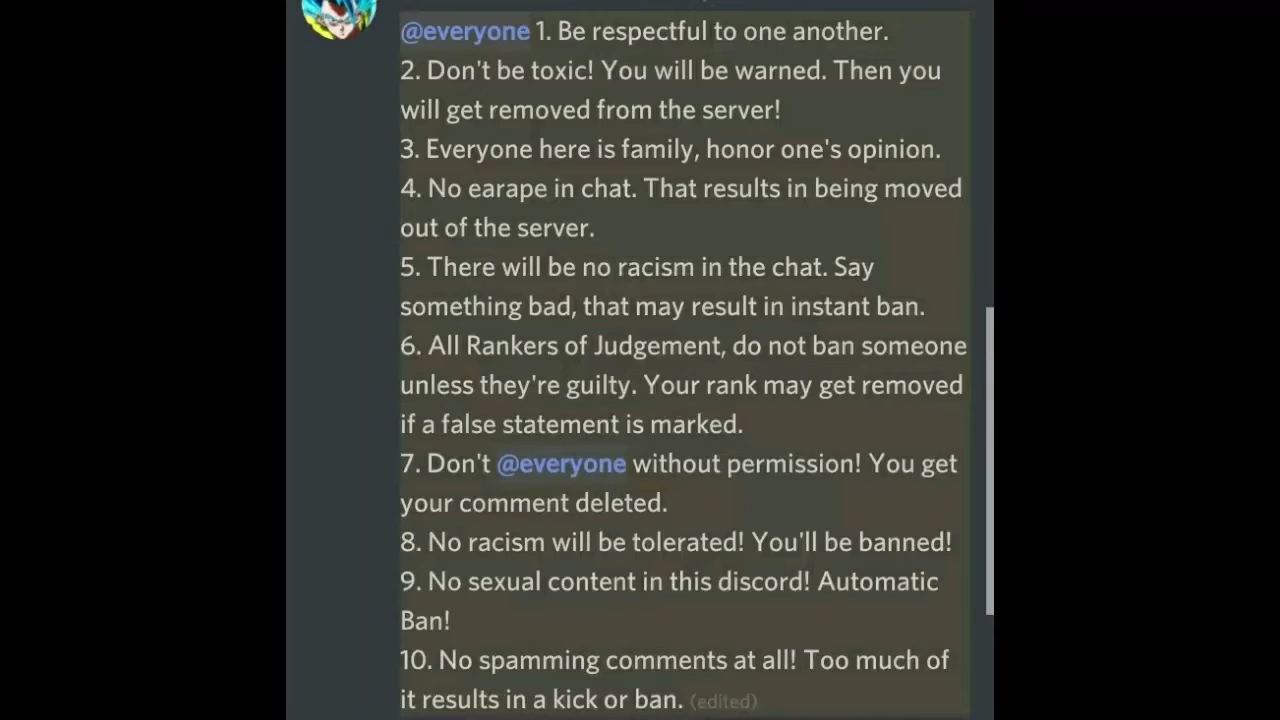 @everyone 1. Be respectful to one another.
2. Don't be toxic! You will be warned. Then you
will get removed from the server!
3. Everyone here is family, honor one's opinion.
4. No earape in chat. That results in being moved
out of the server.
5. There will be no racism in the chat. Say
something bad, that may result in instant ban.
6. All Rankers of Judgement, do not ban someone
unless they're guilty. Your rank may get removed
if a false statement is marked.
7. Don't @everyone without permission! You get
your comment deleted.
8. No racism will be tolerated! You'll be banned!
9. No sexual content in this discord! Automatic
Ban!
10. No spamming comments at all! Too much of
it results in a kick or ban. (edited)